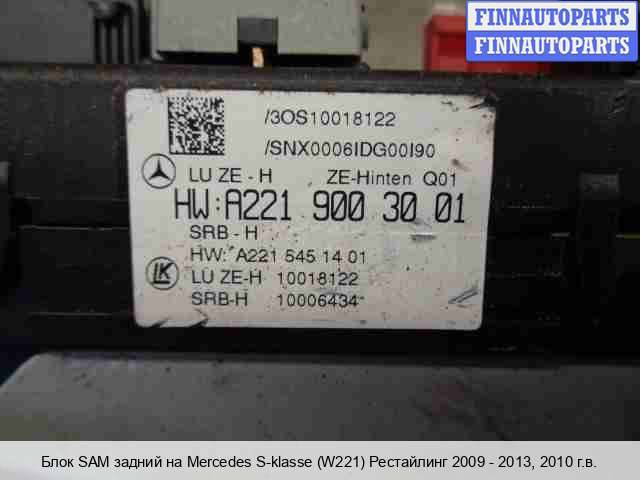 FINNAUTOPARTS
FINNAUTOPARTS
/3OS10018122
/SNX0006IDG00I90
LU ZE - H ZE-Hinten Q01
HW:A221 900 30 01
SRB - H
HW: A221 545 14 01
LK
LU ZE-H 10018122
SRB-H 10006434
Блок SAM задний на Mercedes S-klasse (W221) Рестайлинг 2009 - 2013, 2010 г.в.